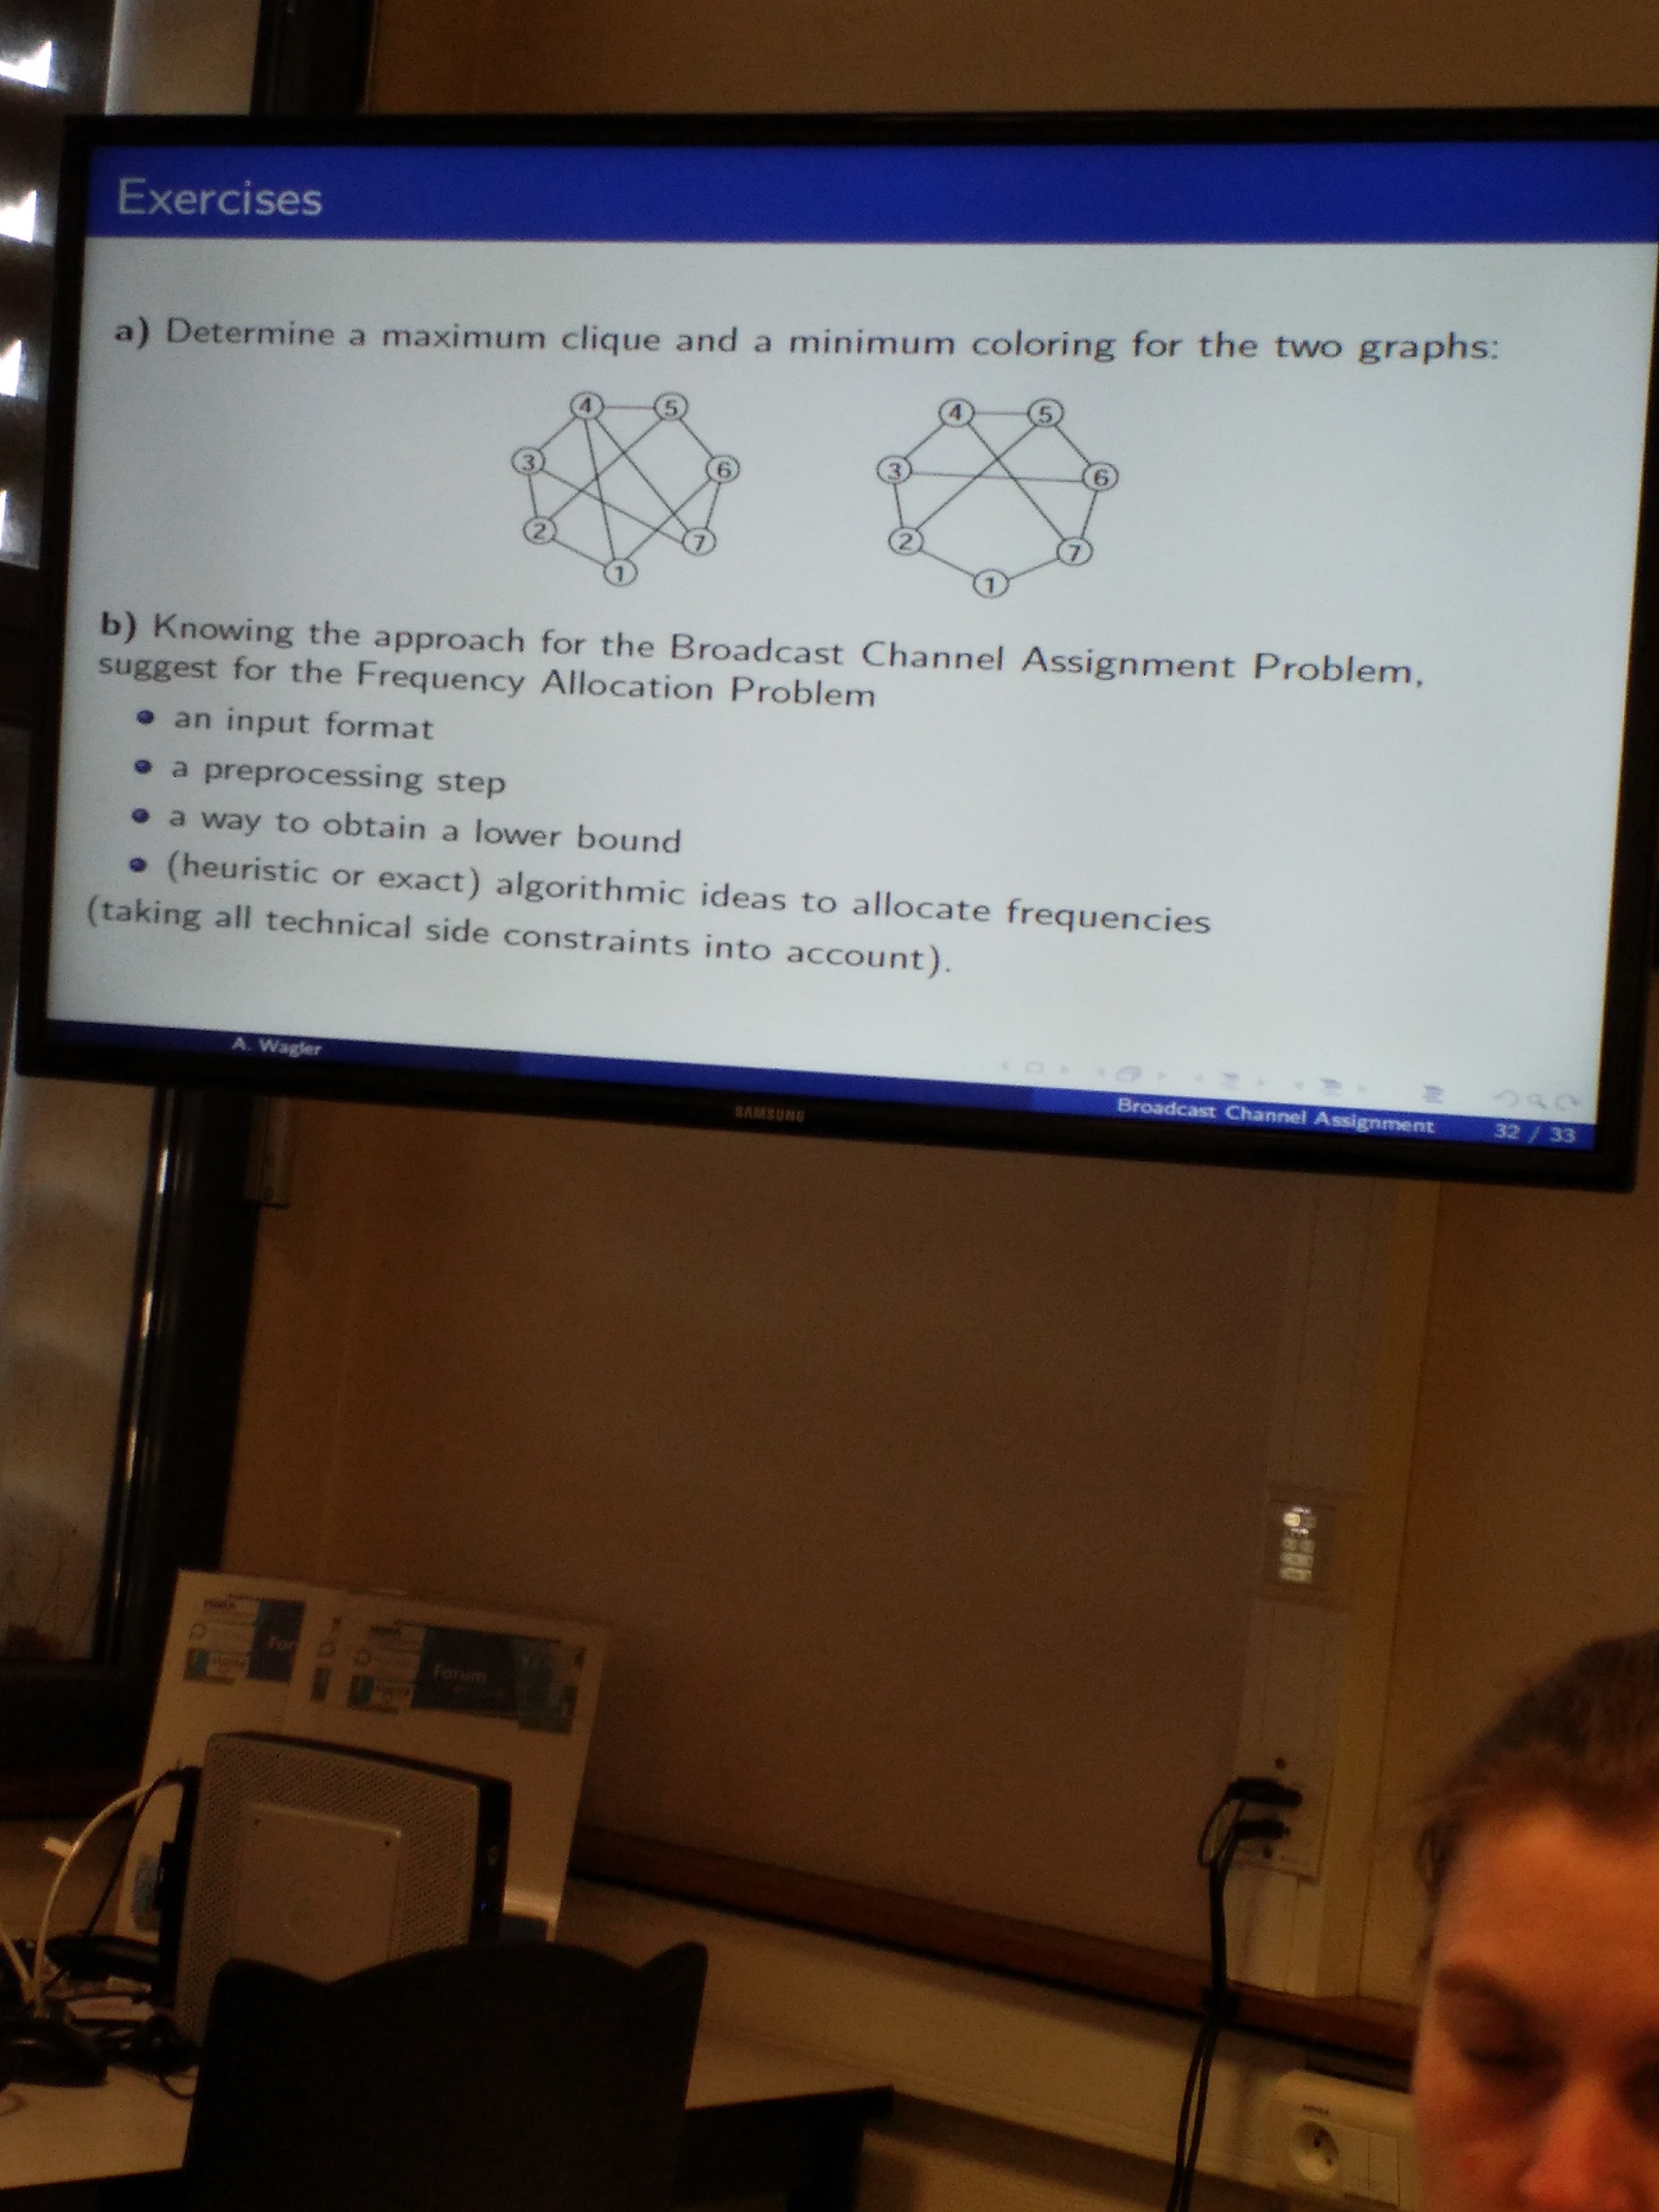 Exercises
a) Determine a maximum clique and a minimum coloring for the two graphs:
4 5
3 6
2 7
1
4 5
3 6
2 7
1
b) Knowing the approach for the Broadcast Channel Assignment Problem,
suggest for the Frequency Allocation Problem
an input format
a preprocessing step
a way to obtain a lower bound
(heuristic or exact) algorithmic ideas to allocate frequencies
(taking all technical side constraints into account).
A. Wagler
Broadcast Channel Assignment 32 / 33
SAMSUNG
Forum